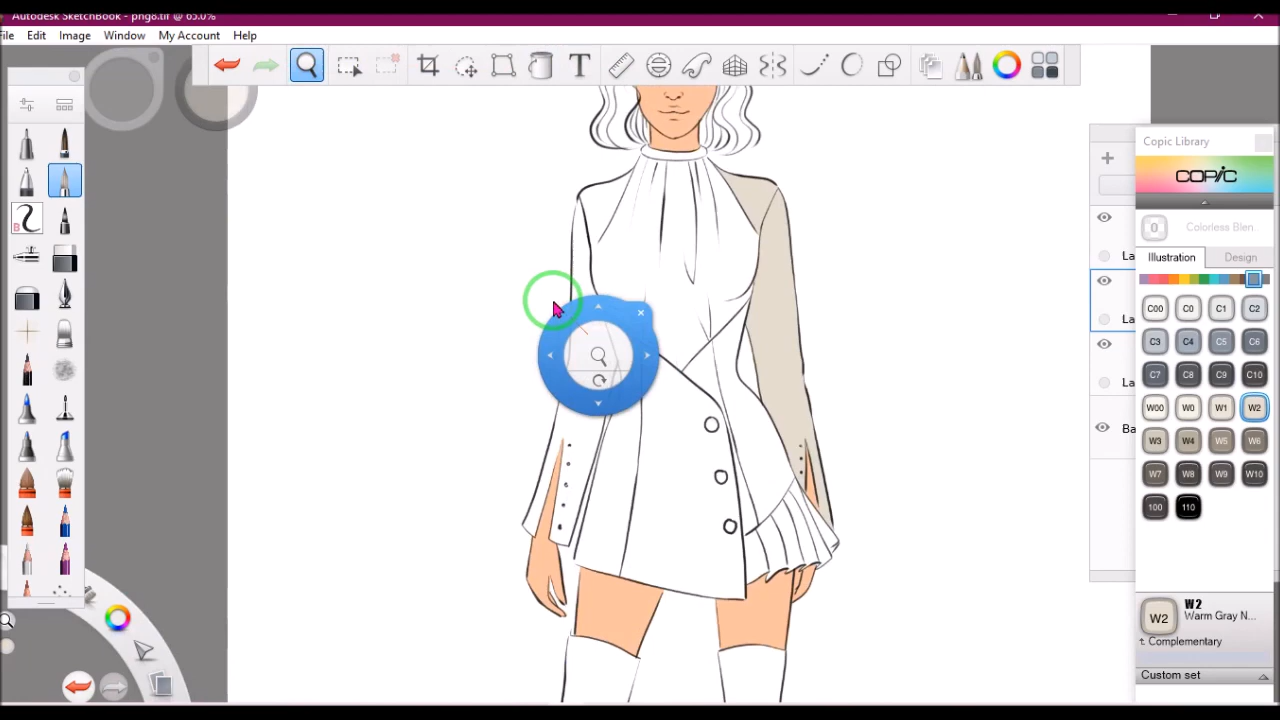 Autodesk SketchBook - png8.tif @ 65.0%
File Edit Image Window My Account Help
T
Copic Library
COPIC
0 Colorless Blen...
Illustration Design
B
La
C00 C0 C1 C2
La
C3 C4 C5 C6
La
C7 C8 C9 C10
W00 W0 W1 W2
Ba
W3 W4 W5 W6
W7 W8 W9 W10
100 110
W2
W2
Warm Gray N...
t. Complementary
Custom set